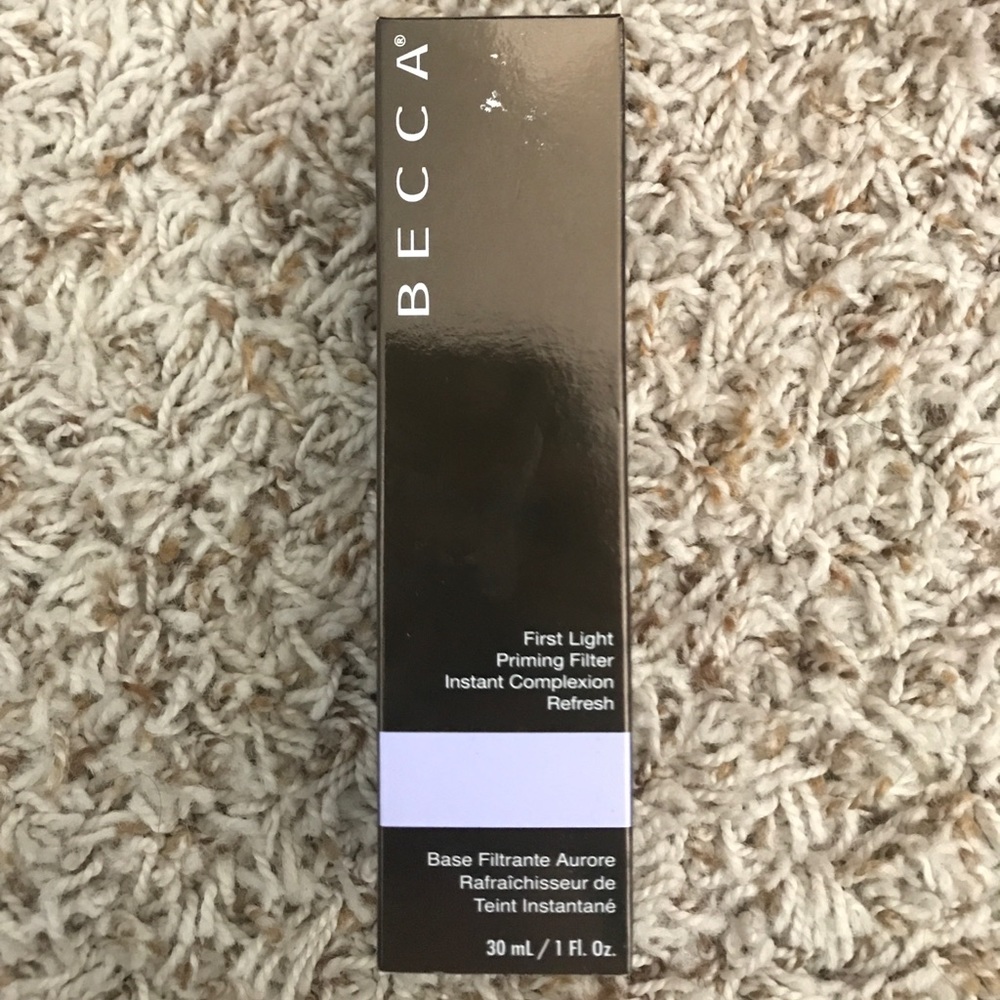 BECCA®
First Light
Priming Filter
Instant Complexion
Refresh
Base Filtrante Aurore
Rafraîchisseur de
Teint Instantané
30 mL / 1 Fl. Oz.